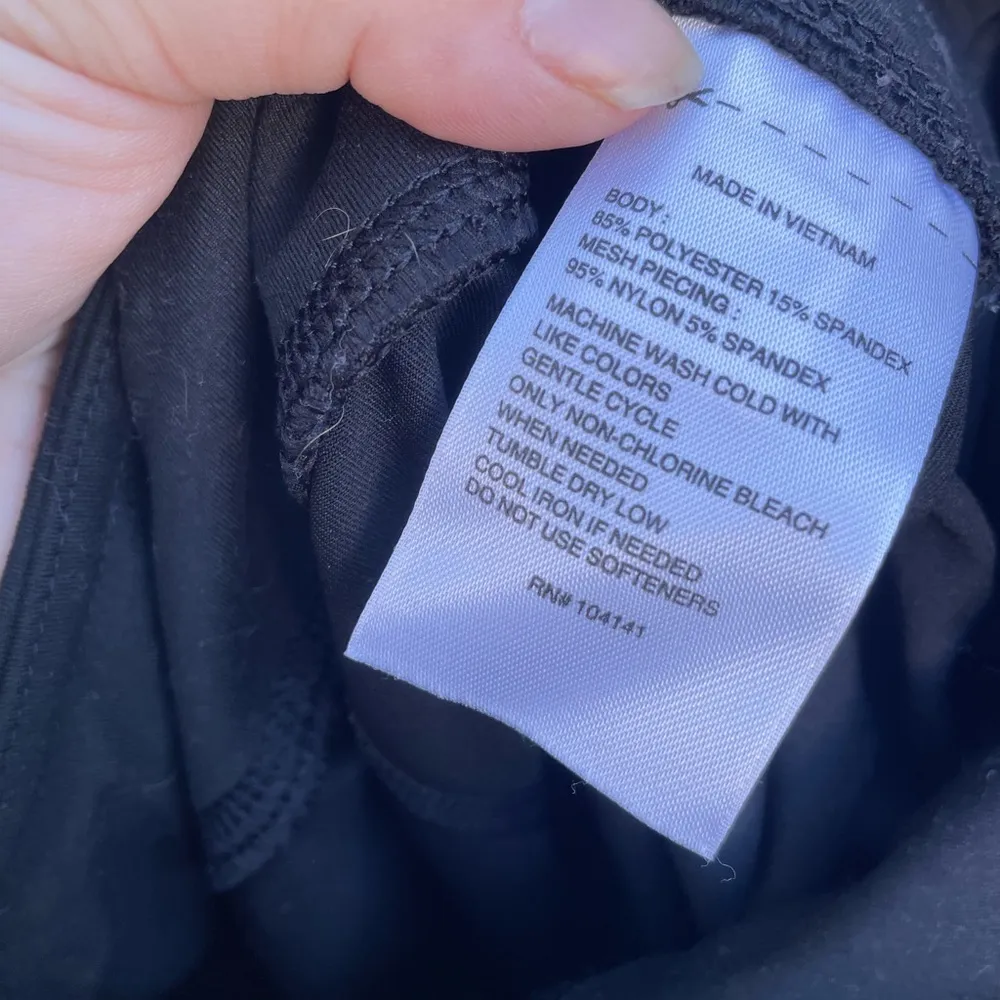 MADE IN VIETNAM
BODY:
85% POLYESTER 15% SPANDEX
MESH PIECING :
95% NYLON 5% SPANDEX
MACHINE WASH COLD WITH
LIKE COLORS
GENTLE CYCLE
ONLY NON-CHLORINE BLEACH
WHEN NEEDED
TUMBLE DRY LOW
COOL IRON IF NEEDED
DO NOT USE SOFTENERS
RN# 104141